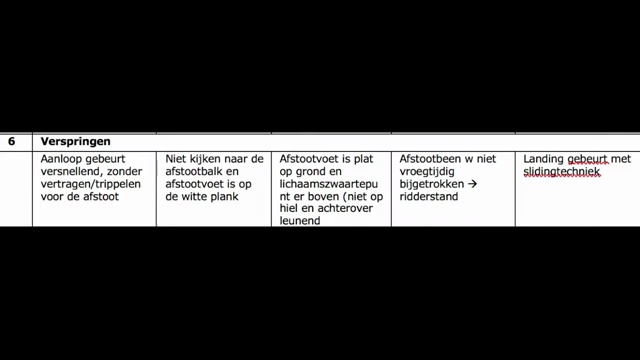 6 Verspringen
Aanloop gebeurt
versnellend, zonder
vertragen/trippelen
voor de afstoot
Niet kijken naar de
afstootbalk en
afstootvoet is op
de witte plank
Afstootvoet is plat
op grond en
lichaamszwaartepu
nt er boven (niet op
hiel en achterover
leunend
Afstootbeen w niet
vroegtijdig
bijgetrokken →
ridderstand
Landing gebeurt met
slidingtechniek